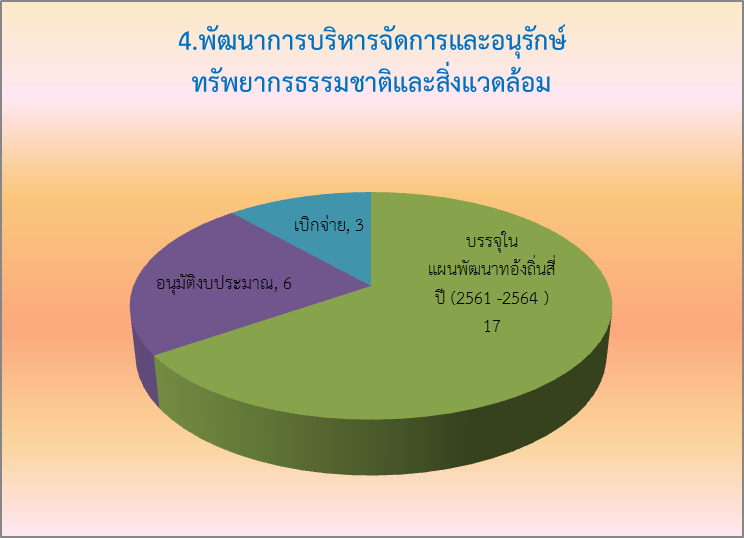 4.พัฒนาการบริหารจัดการและอนุรักษ์
ทรัพยากรธรรมชาติและสิ่งแวดล้อม
เบิกจ่าย, 3
บรรจุใน
แผนพัฒนาทอ้งถิ่นสี่
ปี (2561 -2564 )
17
อนุมัติงบประมาณ, 6